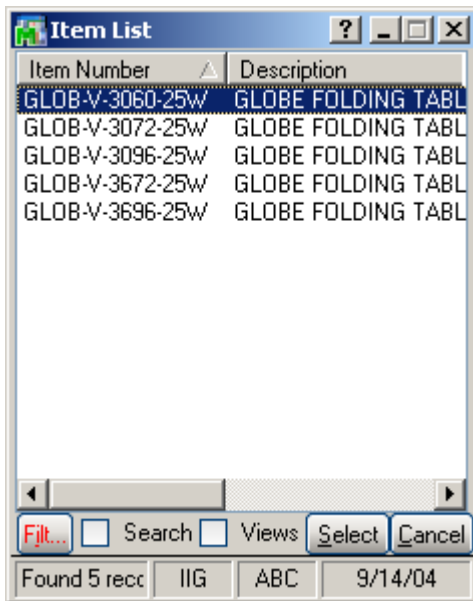 Item List
Item Number Description
GLOB-V-3060-25W GLOBE FOLDING TABL
GLOB-V-3072-25W GLOBE FOLDING TABL
GLOB-V-3096-25W GLOBE FOLDING TABL
GLOB-V-3672-25W GLOBE FOLDING TABL
GLOB-V-3696-25W GLOBE FOLDING TABL
Filt... Search Views Select Cancel
Found 5 recc IIG ABC 9/14/04